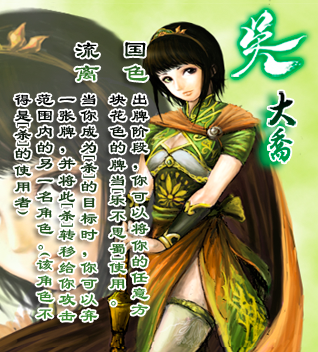 吴
大喬
国色
出牌阶段，你可以将你的任意方
块花色的牌当[乐不思蜀]使用。
流离
当你成为[杀]的目标时，你可以弃
一张牌，并将此[杀]转移给你攻击
范围内的另一名角色。(该角色不
得是[杀]的使用者)